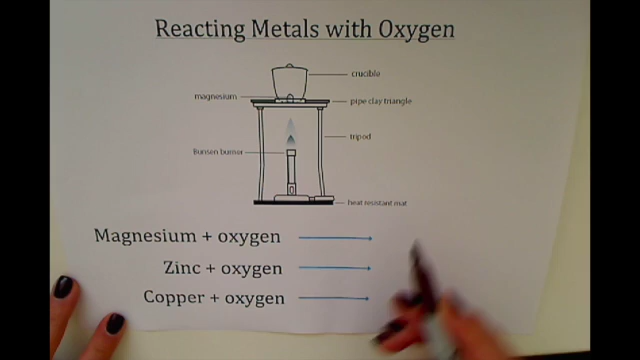 Reacting Metals with Oxygen
crucible
magnesium
pipe clay triangle
tripod
Bunsen burner
heat resistant mat
Magnesium + oxygen
Zinc + oxygen
Copper + oxygen